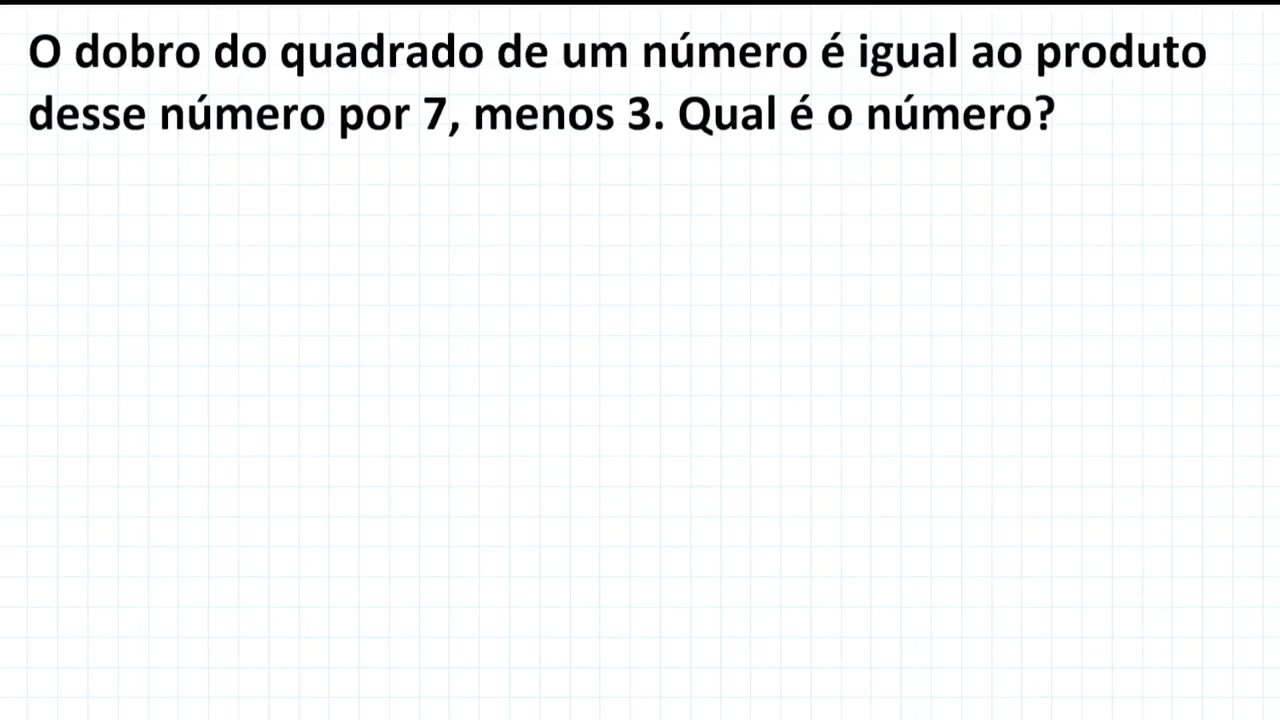 O dobro do quadrado de um número é igual ao produto
desse número por 7, menos 3. Qual é o número?